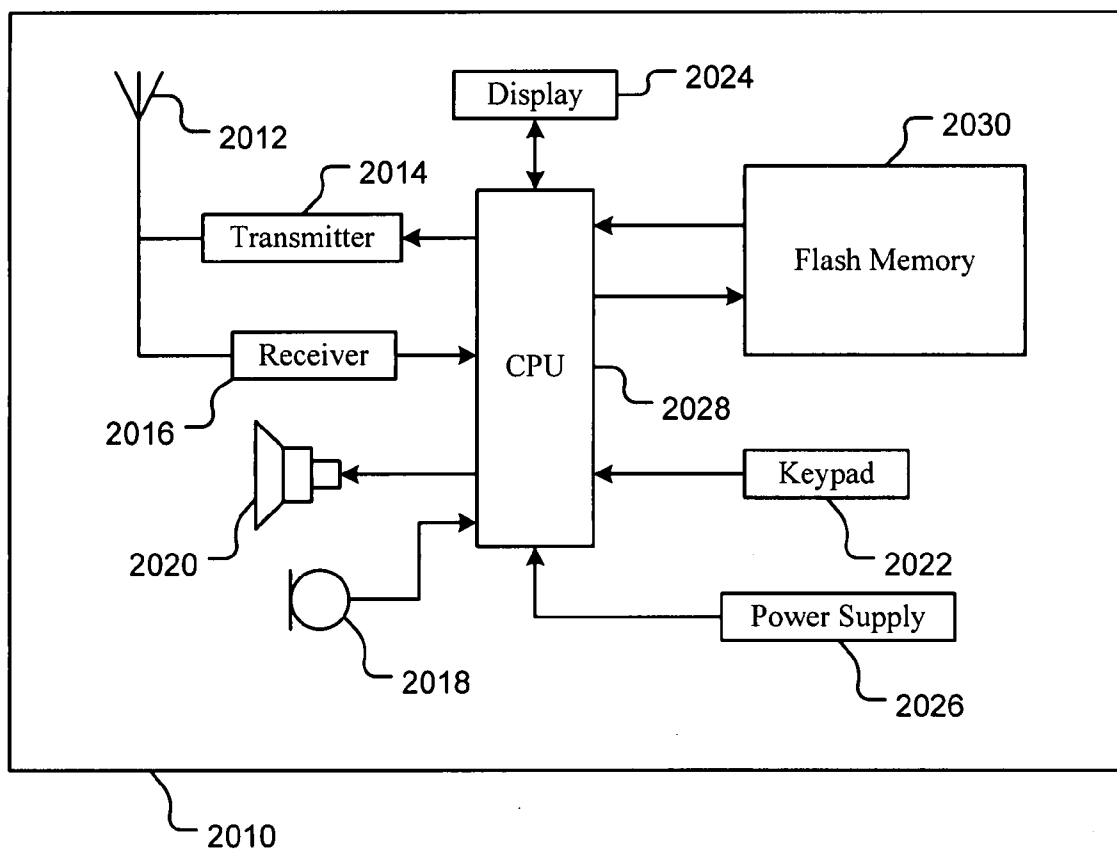 2024
Display
2012
2030
2014
Transmitter
Flash Memory
Receiver
CPU
2016
2028
Keypad
2020
2022
Power Supply
2018
2026
2010